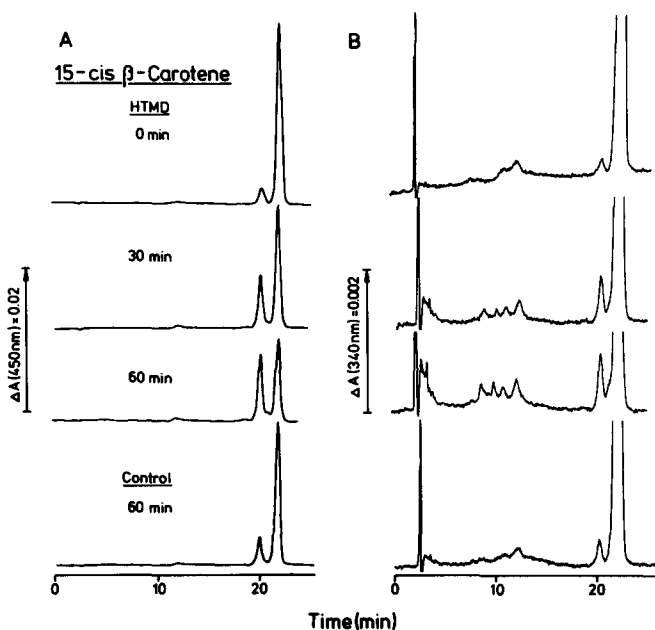 A
15-cis β-Carotene
HTMD
0 min
30 min
60 min
Control
60 min
ΔA(450nm)=0.02
0 10 20
B
ΔA(340nm)=0.002
0 10 20
Time(min)